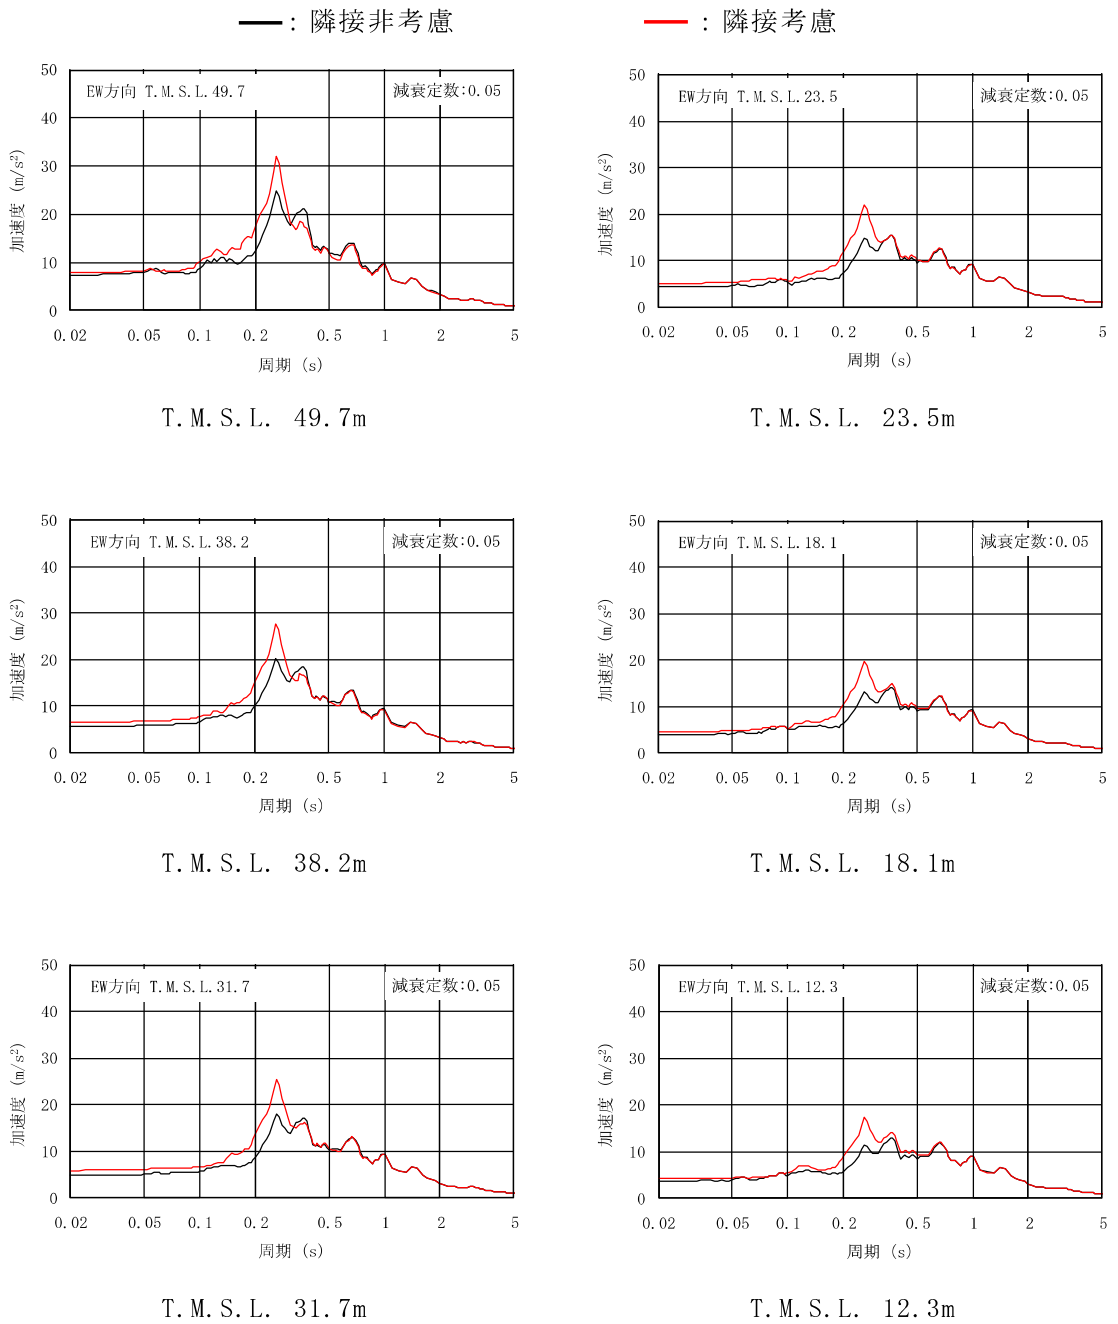 ：隣接非考慮
：隣接考慮
50
40
30
20
10
0
加速度 (m/s²)
EW方向 T.M.S.L.49.7
減衰定数:0.05
0.02 0.05 0.1 0.2 0.5 1 2 5
周期 (s)
T.M.S.L. 49.7m
50
40
30
20
10
0
加速度 (m/s²)
EW方向 T.M.S.L.23.5
減衰定数:0.05
0.02 0.05 0.1 0.2 0.5 1 2 5
周期 (s)
T.M.S.L. 23.5m
50
40
30
20
10
0
加速度 (m/s²)
EW方向 T.M.S.L.38.2
減衰定数:0.05
0.02 0.05 0.1 0.2 0.5 1 2 5
周期 (s)
T.M.S.L. 38.2m
50
40
30
20
10
0
加速度 (m/s²)
EW方向 T.M.S.L.18.1
減衰定数:0.05
0.02 0.05 0.1 0.2 0.5 1 2 5
周期 (s)
T.M.S.L. 18.1m
50
40
30
20
10
0
加速度 (m/s²)
EW方向 T.M.S.L.31.7
減衰定数:0.05
0.02 0.05 0.1 0.2 0.5 1 2 5
周期 (s)
T.M.S.L. 31.7m
50
40
30
20
10
0
加速度 (m/s²)
EW方向 T.M.S.L.12.3
減衰定数:0.05
0.02 0.05 0.1 0.2 0.5 1 2 5
周期 (s)
T.M.S.L. 12.3m